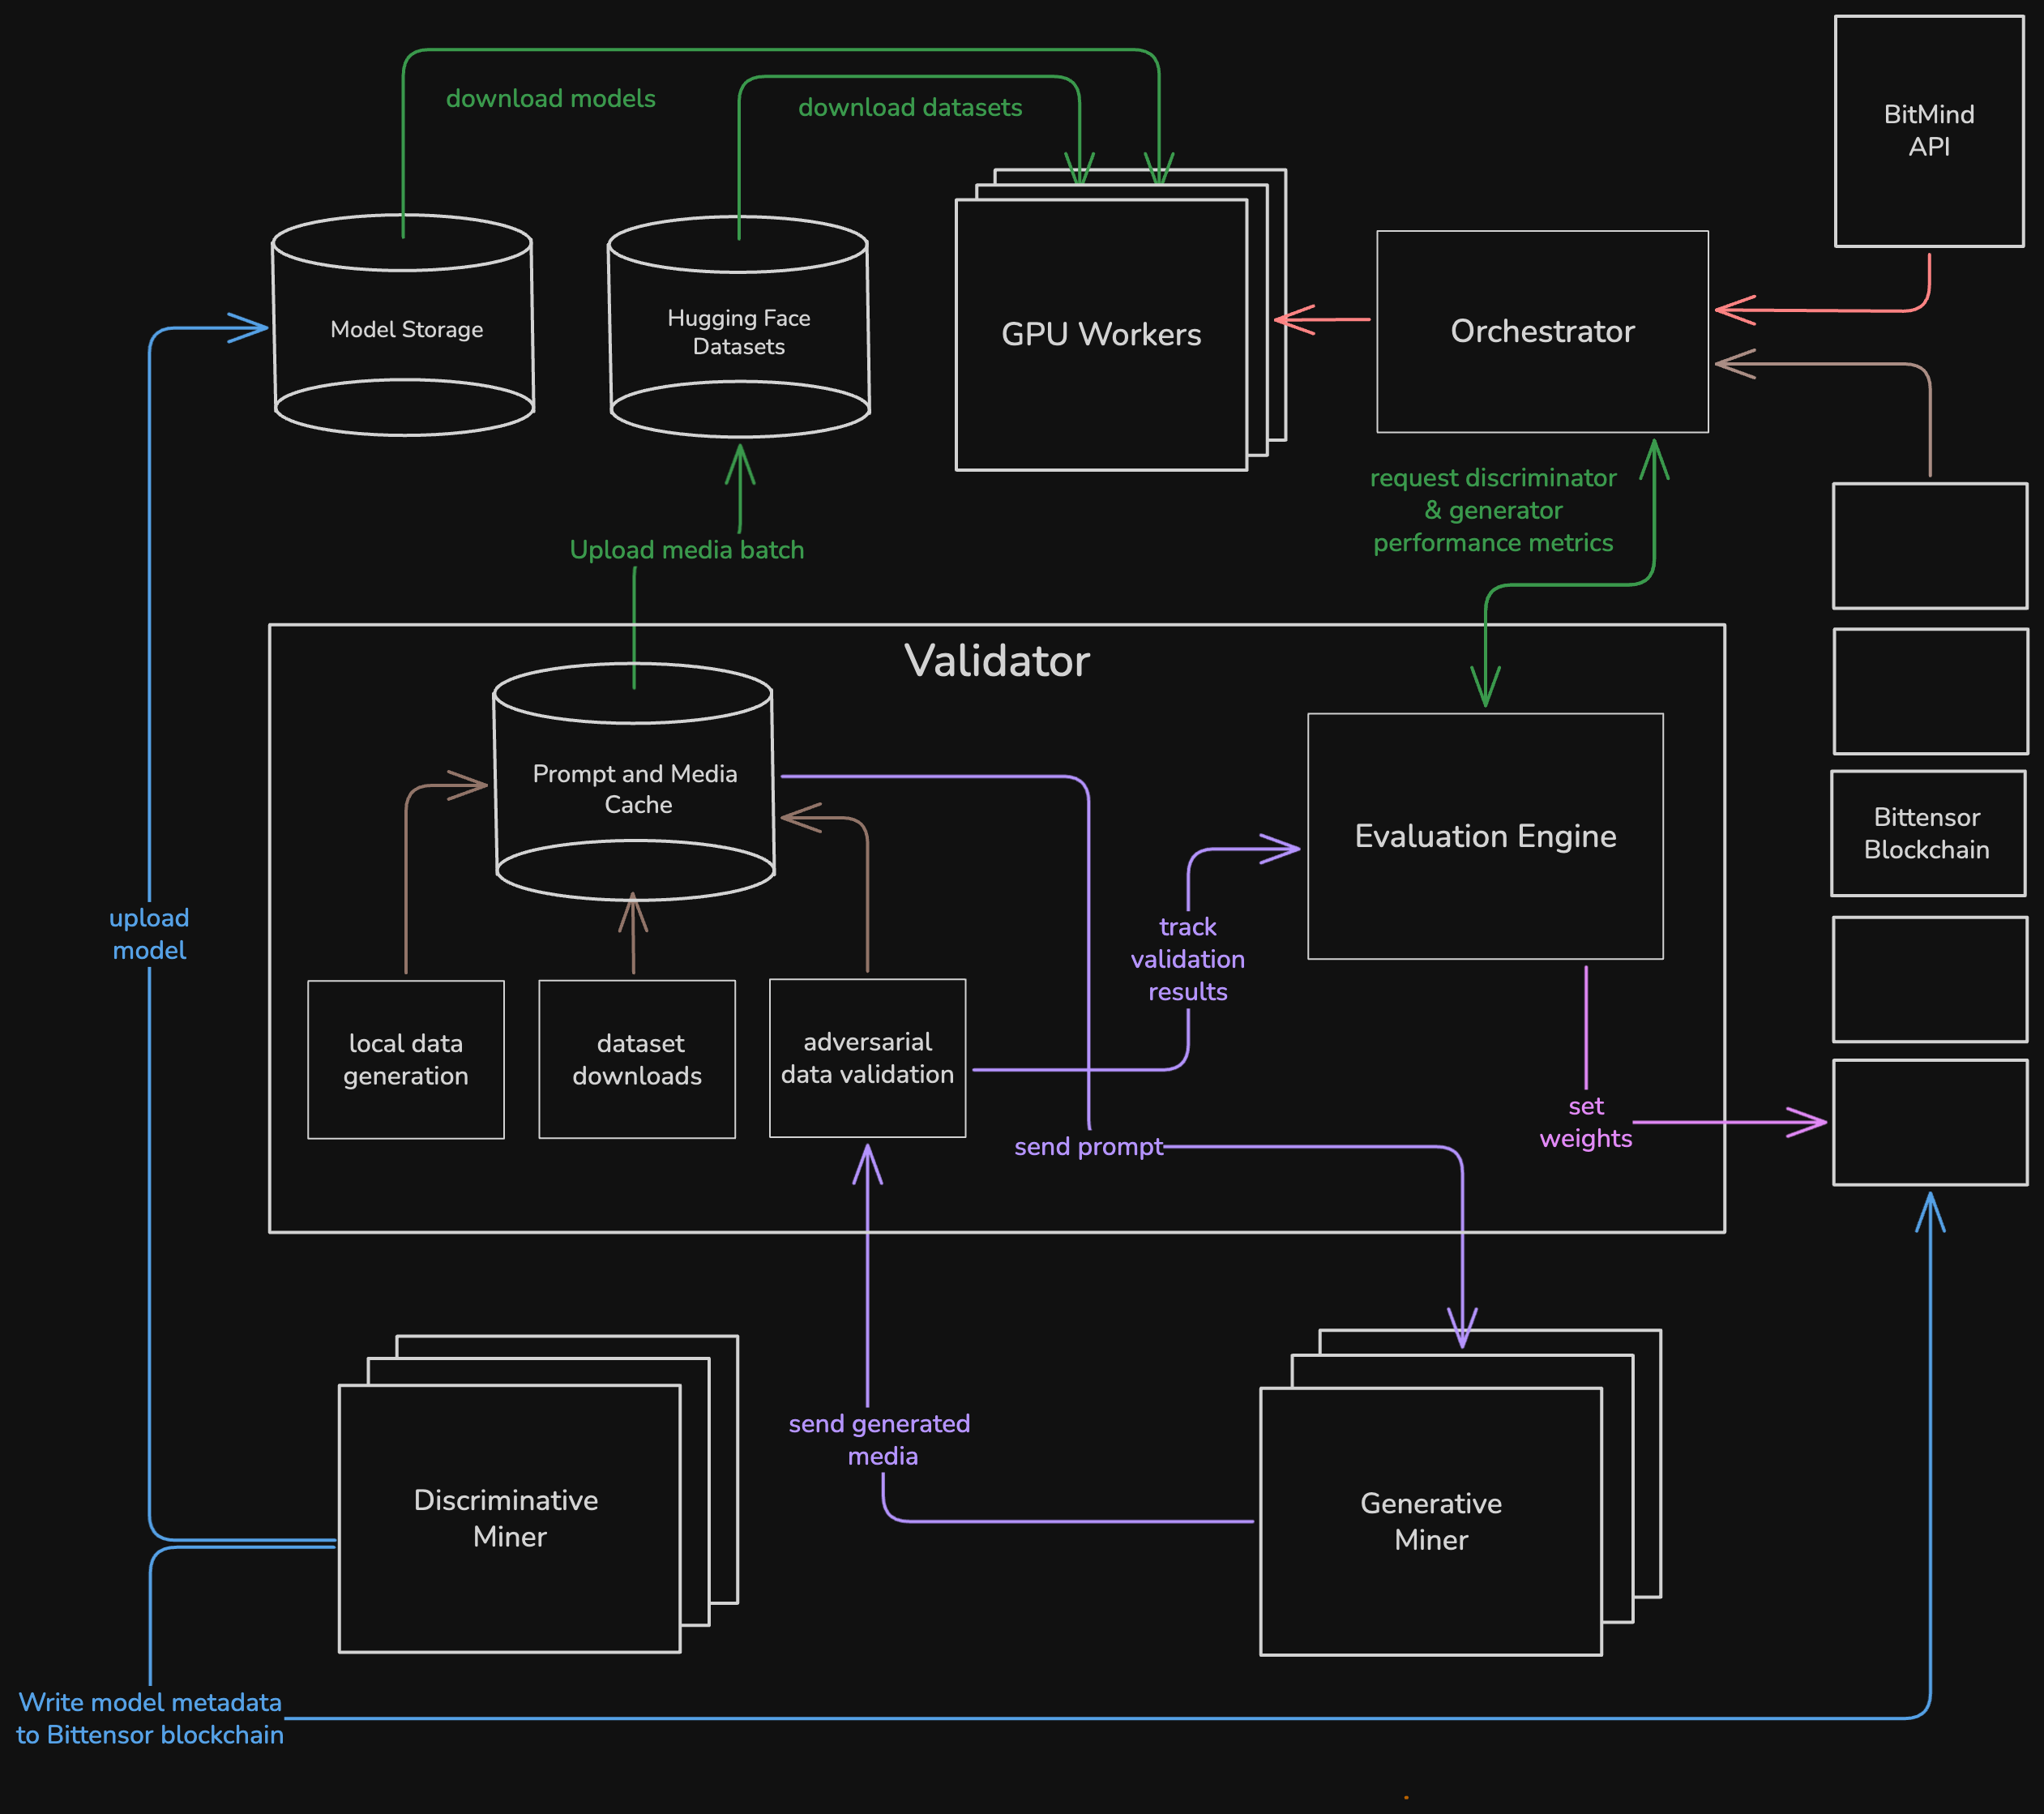 download models
download datasets
BitMind
API
Model Storage
Hugging Face
Datasets
GPU Workers
Orchestrator
request discriminator
& generator
performance metrics
Upload media batch
Validator
Prompt and Media
Cache
Evaluation Engine
Bittensor
Blockchain
upload
model
track
validation
results
local data
generation
dataset
downloads
adversarial
data validation
send prompt
set
weights
send generated
media
Discriminative
Miner
Generative
Miner
Write model metadata
to Bittensor blockchain